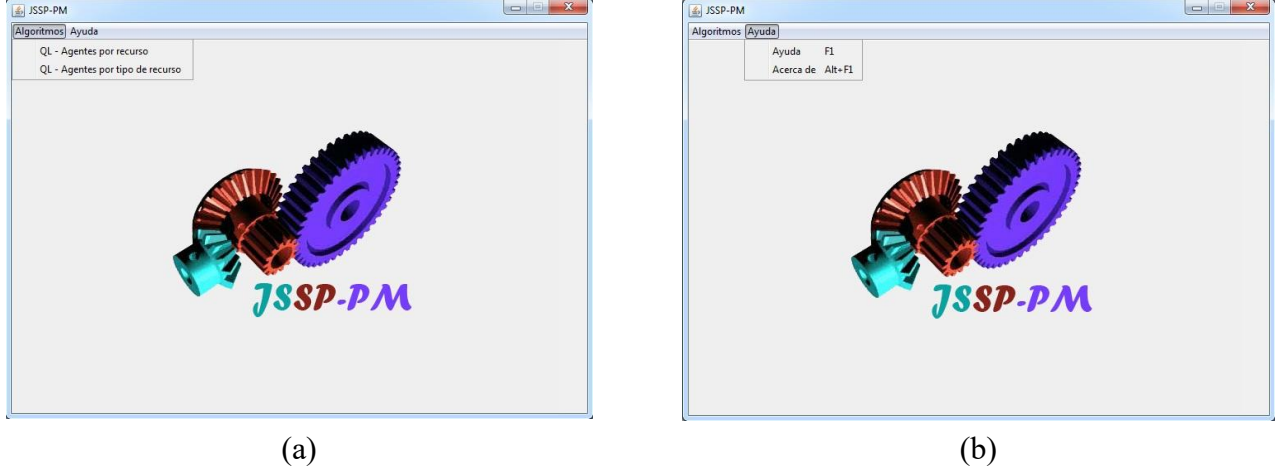 JSSP-PM
Algoritmos Ayuda
QL - Agentes por recurso
QL - Agentes por tipo de recurso
JSSP-PM
(a)
JSSP-PM
Algoritmos Ayuda
Ayuda F1
Acerca de Alt+F1
JSSP-PM
(b)